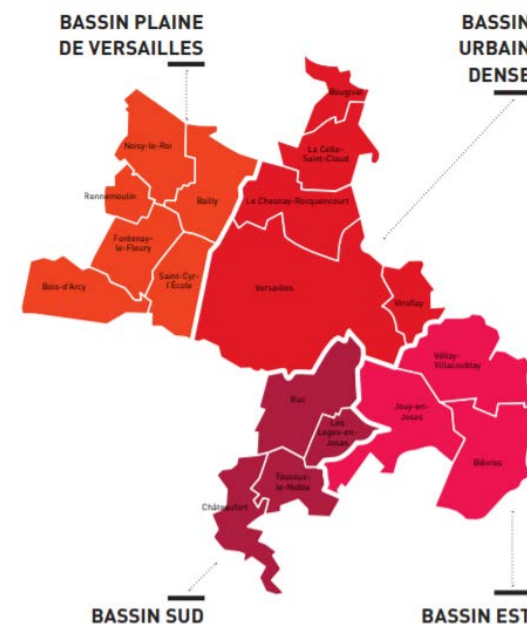 BASSIN PLAINE
DE VERSAILLES
BASSIN
URBAIN
DENSE
Bougival
La Celle-
Saint-Cloud
Noisy-le-Roi
Rennemoulin
Bailly
Le Chesnay-Rocquencourt
Fontenay-
le-Fleury
Saint-Cyr-
l'École
Bois-d'Arcy
Versailles
Viroflay
Vélizy-
Villacoublay
Buc
Les
Loges-en-
Josas
Jouy-en-
Josas
Bièvres
Toussus-
le-Noble
Châteaufort
BASSIN SUD
BASSIN EST